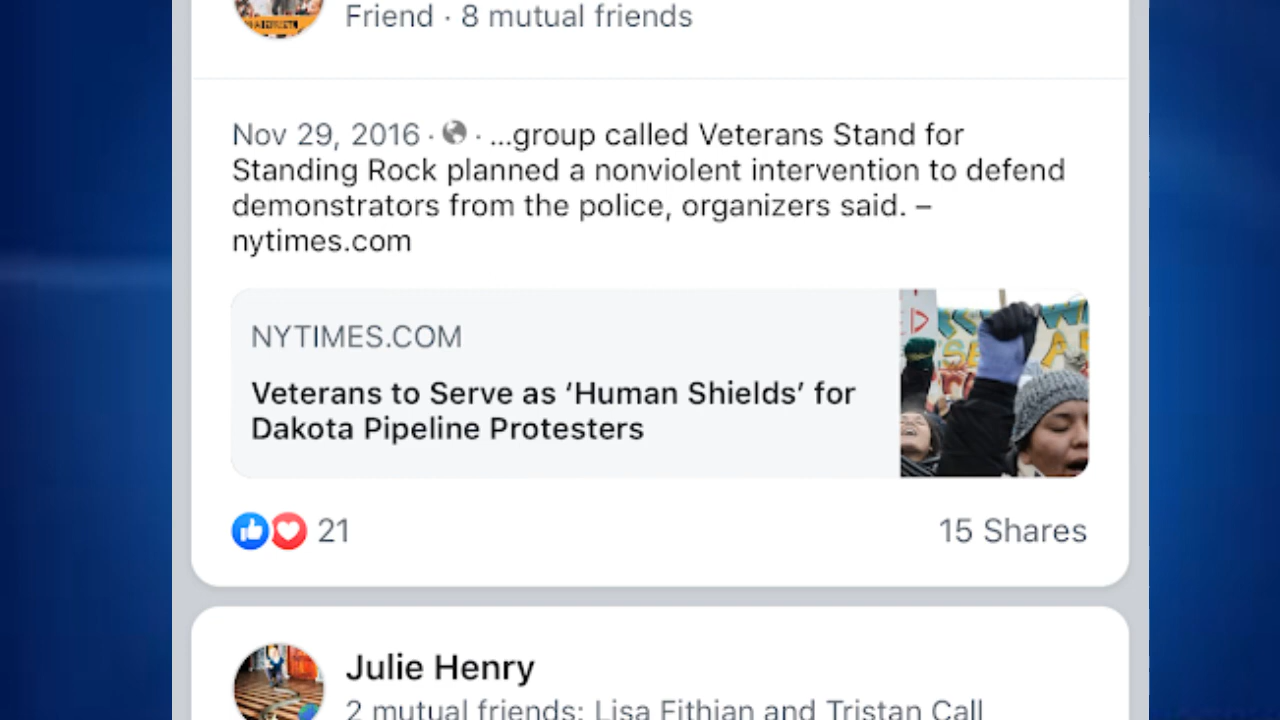 Friend · 8 mutual friends
Nov 29, 2016 · · ...group called Veterans Stand for
Standing Rock planned a nonviolent intervention to defend
demonstrators from the police, organizers said. –
nytimes.com
NYTIMES.COM
Veterans to Serve as ‘Human Shields’ for
Dakota Pipeline Protesters
21
15 Shares
Julie Henry
2 mutual friends: Lisa Fithian and Tristan Call